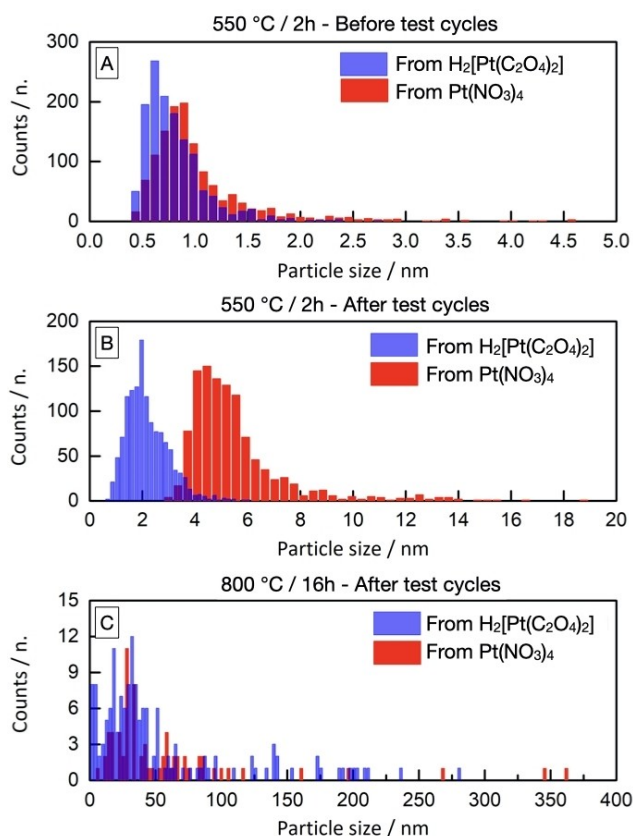 550 °C / 2h - Before test cycles
A
From H₂[Pt(C₂O₄)₂]
From Pt(NO₃)₄
300
200
100
0
Counts / n.
0.0 0.5 1.0 1.5 2.0 2.5 3.0 3.5 4.0 4.5 5.0
Particle size / nm
550 °C / 2h - After test cycles
B
From H₂[Pt(C₂O₄)₂]
From Pt(NO₃)₄
200
150
100
50
0
Counts / n.
0 2 4 6 8 10 12 14 16 18 20
Particle size / nm
800 °C / 16h - After test cycles
C
From H₂[Pt(C₂O₄)₂]
From Pt(NO₃)₄
15
12
9
6
3
0
Counts / n.
0 50 100 150 200 250 300 350 400
Particle size / nm